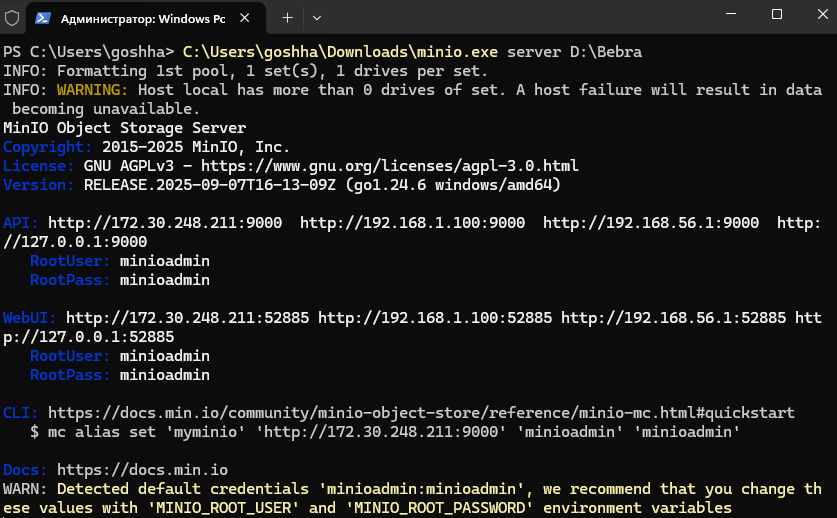 Администратор: Windows Pc
PS C:\Users\goshha> C:\Users\goshha\Downloads\minio.exe server D:\Bebra
INFO: Formatting 1st pool, 1 set(s), 1 drives per set.
INFO: WARNING: Host local has more than 0 drives of set. A host failure will result in data
 becoming unavailable.
MinIO Object Storage Server
Copyright: 2015-2025 MinIO, Inc.
License: GNU AGPLv3 - https://www.gnu.org/licenses/agpl-3.0.html
Version: RELEASE.2025-09-07T16-13-09Z (go1.24.6 windows/amd64)
API: http://172.30.248.211:9000  http://192.168.1.100:9000  http://192.168.56.1:9000  http:
//127.0.0.1:9000
   RootUser: minioadmin
   RootPass: minioadmin
WebUI: http://172.30.248.211:52885 http://192.168.1.100:52885 http://192.168.56.1:52885 htt
p://127.0.0.1:52885
   RootUser: minioadmin
   RootPass: minioadmin
CLI: https://docs.min.io/community/minio-object-store/reference/minio-mc.html#quickstart
   $ mc alias set 'myminio' 'http://172.30.248.211:9000' 'minioadmin' 'minioadmin'
Docs: https://docs.min.io
WARN: Detected default credentials 'minioadmin:minioadmin', we recommend that you change th
ese values with 'MINIO_ROOT_USER' and 'MINIO_ROOT_PASSWORD' environment variables